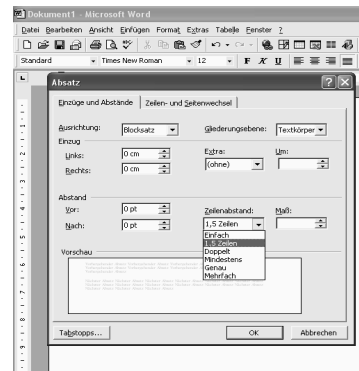 Dokument1 - Microsoft Word
Datei Bearbeiten Ansicht Einfügen Format Extras Tabelle Fenster ?
Standard Times New Roman 12 F K U
Absatz ? X
Einzüge und Abstände Zeilen- und Seitenwechsel
Ausrichtung: Blocksatz Gliederungsebene: Textkörper
Einzug
Links: 0 cm Extra: Um:
Rechts: 0 cm (ohne)
Abstand
Vor: 0 pt Zeilenabstand: Maß:
Nach: 0 pt 1,5 Zeilen
Einfach
1,5 Zeilen
Doppelt
Mindestens
Genau
Mehrfach
Vorschau
Tabstopps... OK Abbrechen